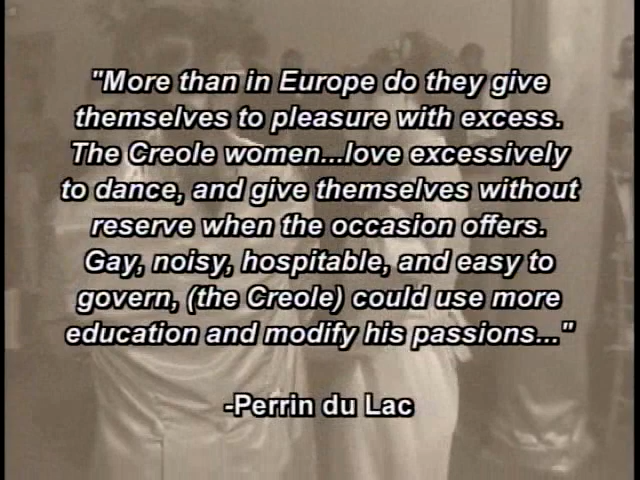 "More than in Europe do they give
themselves to pleasure with excess.
The Creole women...love excessively
to dance, and give themselves without
reserve when the occasion offers.
Gay, noisy, hospitable, and easy to
govern, (the Creole) could use more
education and modify his passions..."
-Perrin du Lac